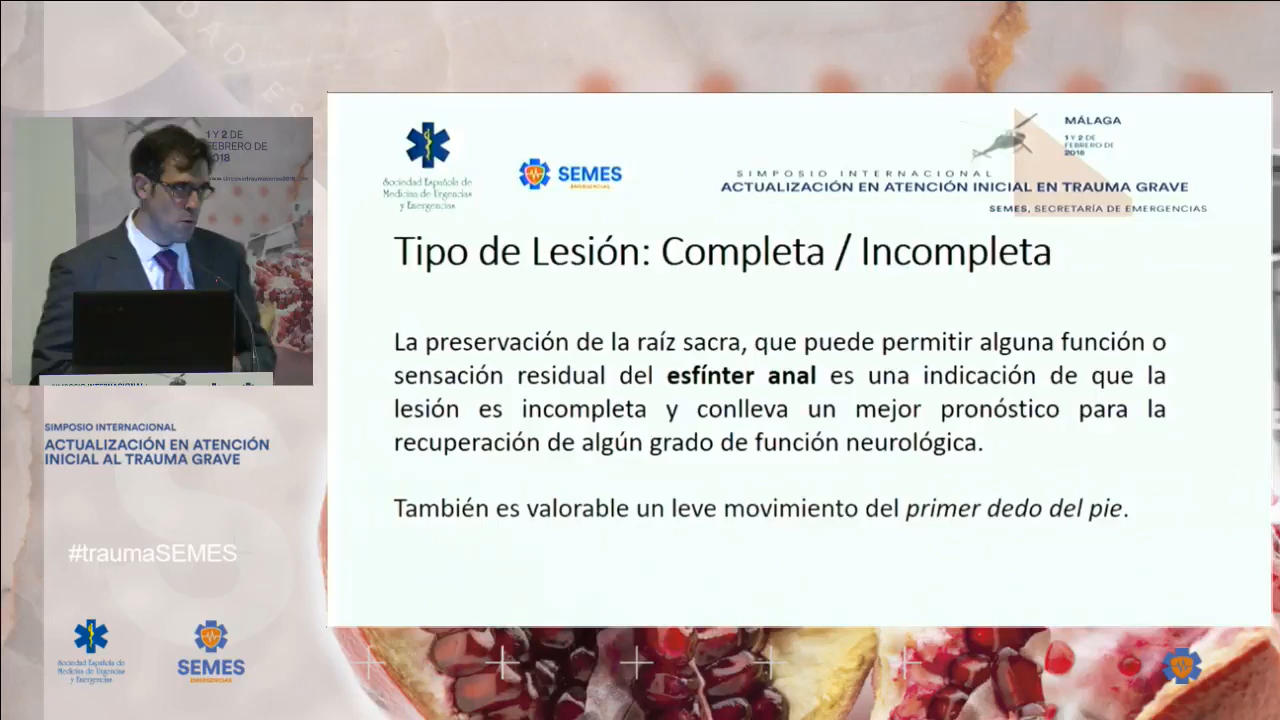 1 Y 2 DE
FEBRERO DE
2018
SIMPOSIO INTERNACIONAL
SIMPOSIO INTERNACIONAL
ACTUALIZACIÓN EN ATENCIÓN
INICIAL AL TRAUMA GRAVE
#traumaSEMES
Sociedad Española de
Medicina de Urgencias
y Emergencias
SEMES
EMERGENCIAS
Sociedad Española de
Medicina de Urgencias
y Emergencias
SEMES
EMERGENCIAS
MÁLAGA
1 Y 2 DE
FEBRERO DE
2018
SIMPOSIO INTERNACIONAL
ACTUALIZACIÓN EN ATENCIÓN INICIAL EN TRAUMA GRAVE
SEMES, SECRETARÍA DE EMERGENCIAS
Tipo de Lesión: Completa / Incompleta
La preservación de la raíz sacra, que puede permitir alguna función o
sensación residual del esfínter anal es una indicación de que la
lesión es incompleta y conlleva un mejor pronóstico para la
recuperación de algún grado de función neurológica.
También es valorable un leve movimiento del primer dedo del pie.